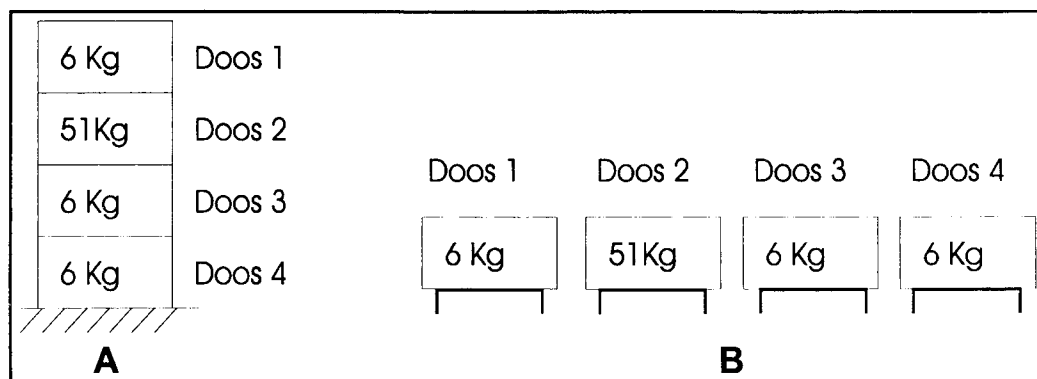 6 Kg Doos 1
51Kg Doos 2
6 Kg Doos 3
6 Kg Doos 4
A
Doos 1 Doos 2 Doos 3 Doos 4
6 Kg 51Kg 6 Kg 6 Kg
B